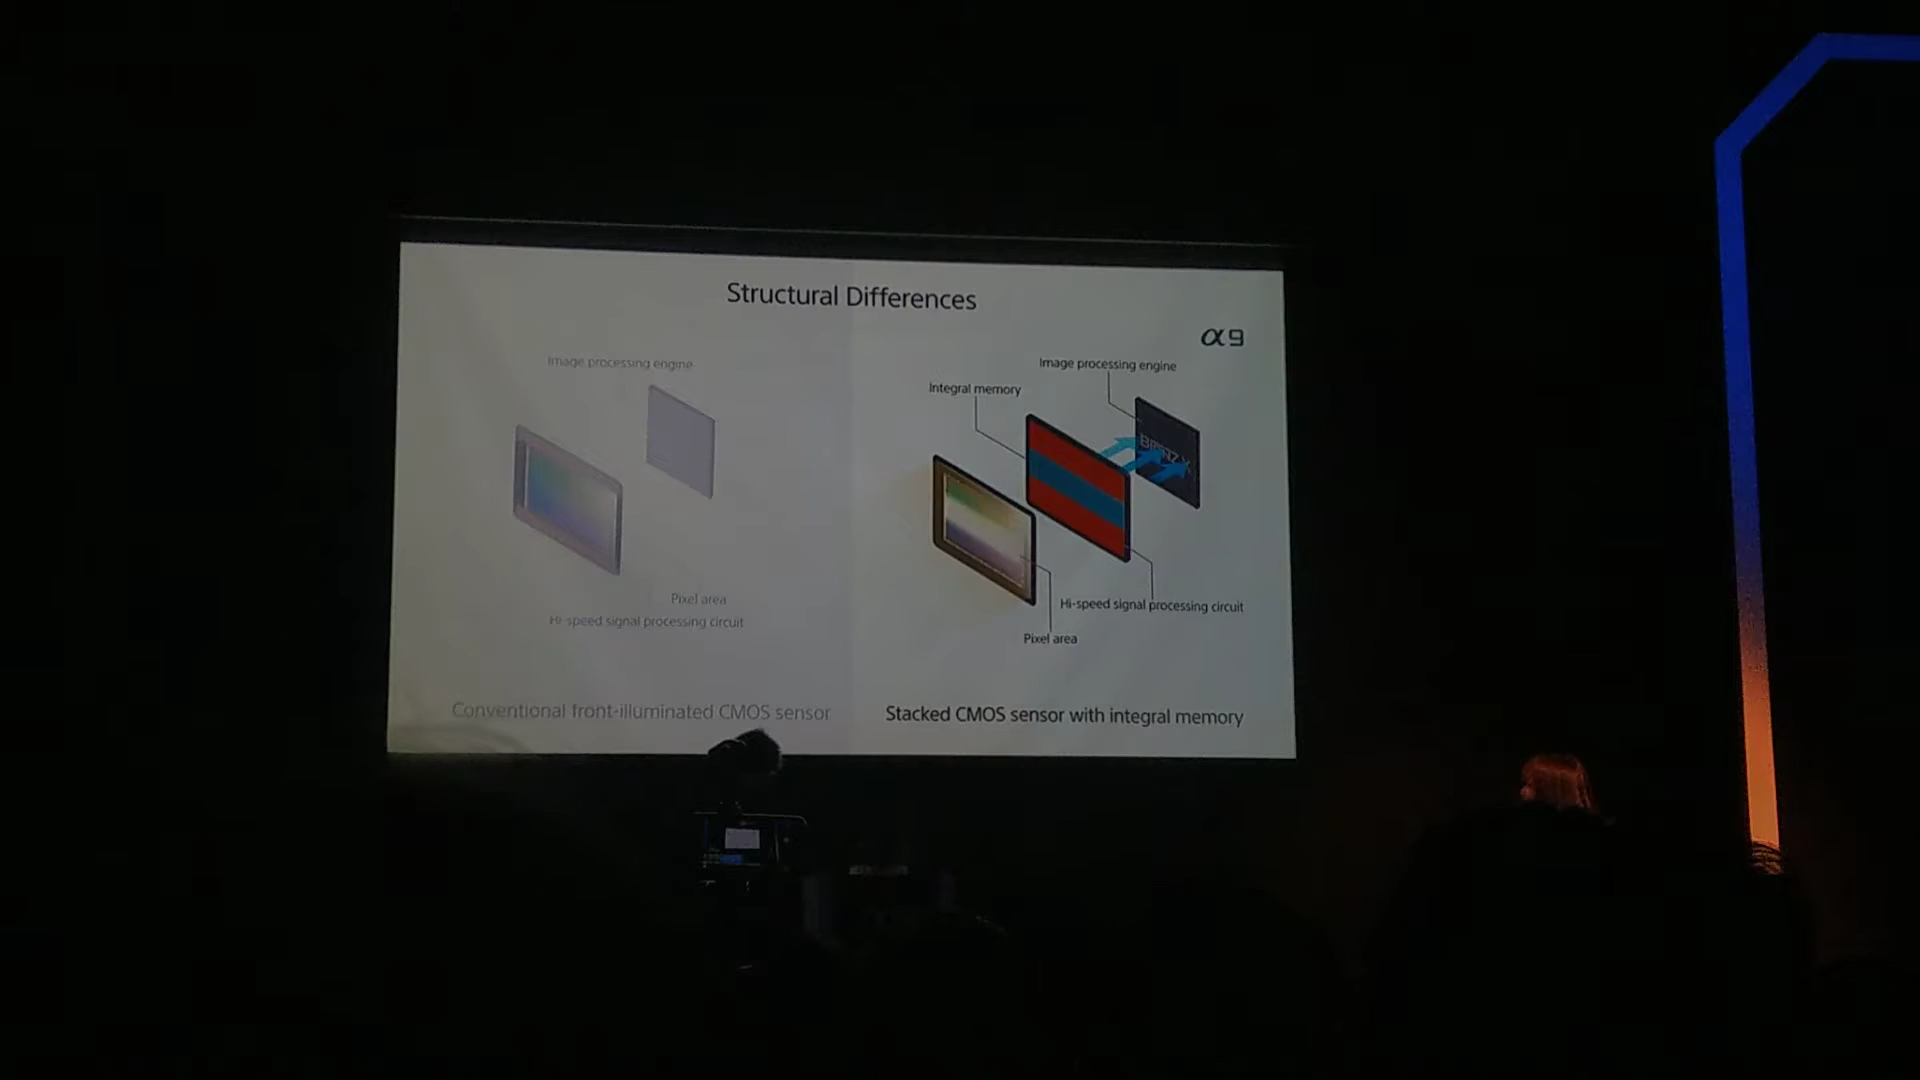 Structural Differences
α9
Image processing engine
Pixel area
Hi-speed signal processing circuit
Conventional front-illuminated CMOS sensor
Image processing engine
Integral memory
BIONZ X
Hi-speed signal processing circuit
Pixel area
Stacked CMOS sensor with integral memory